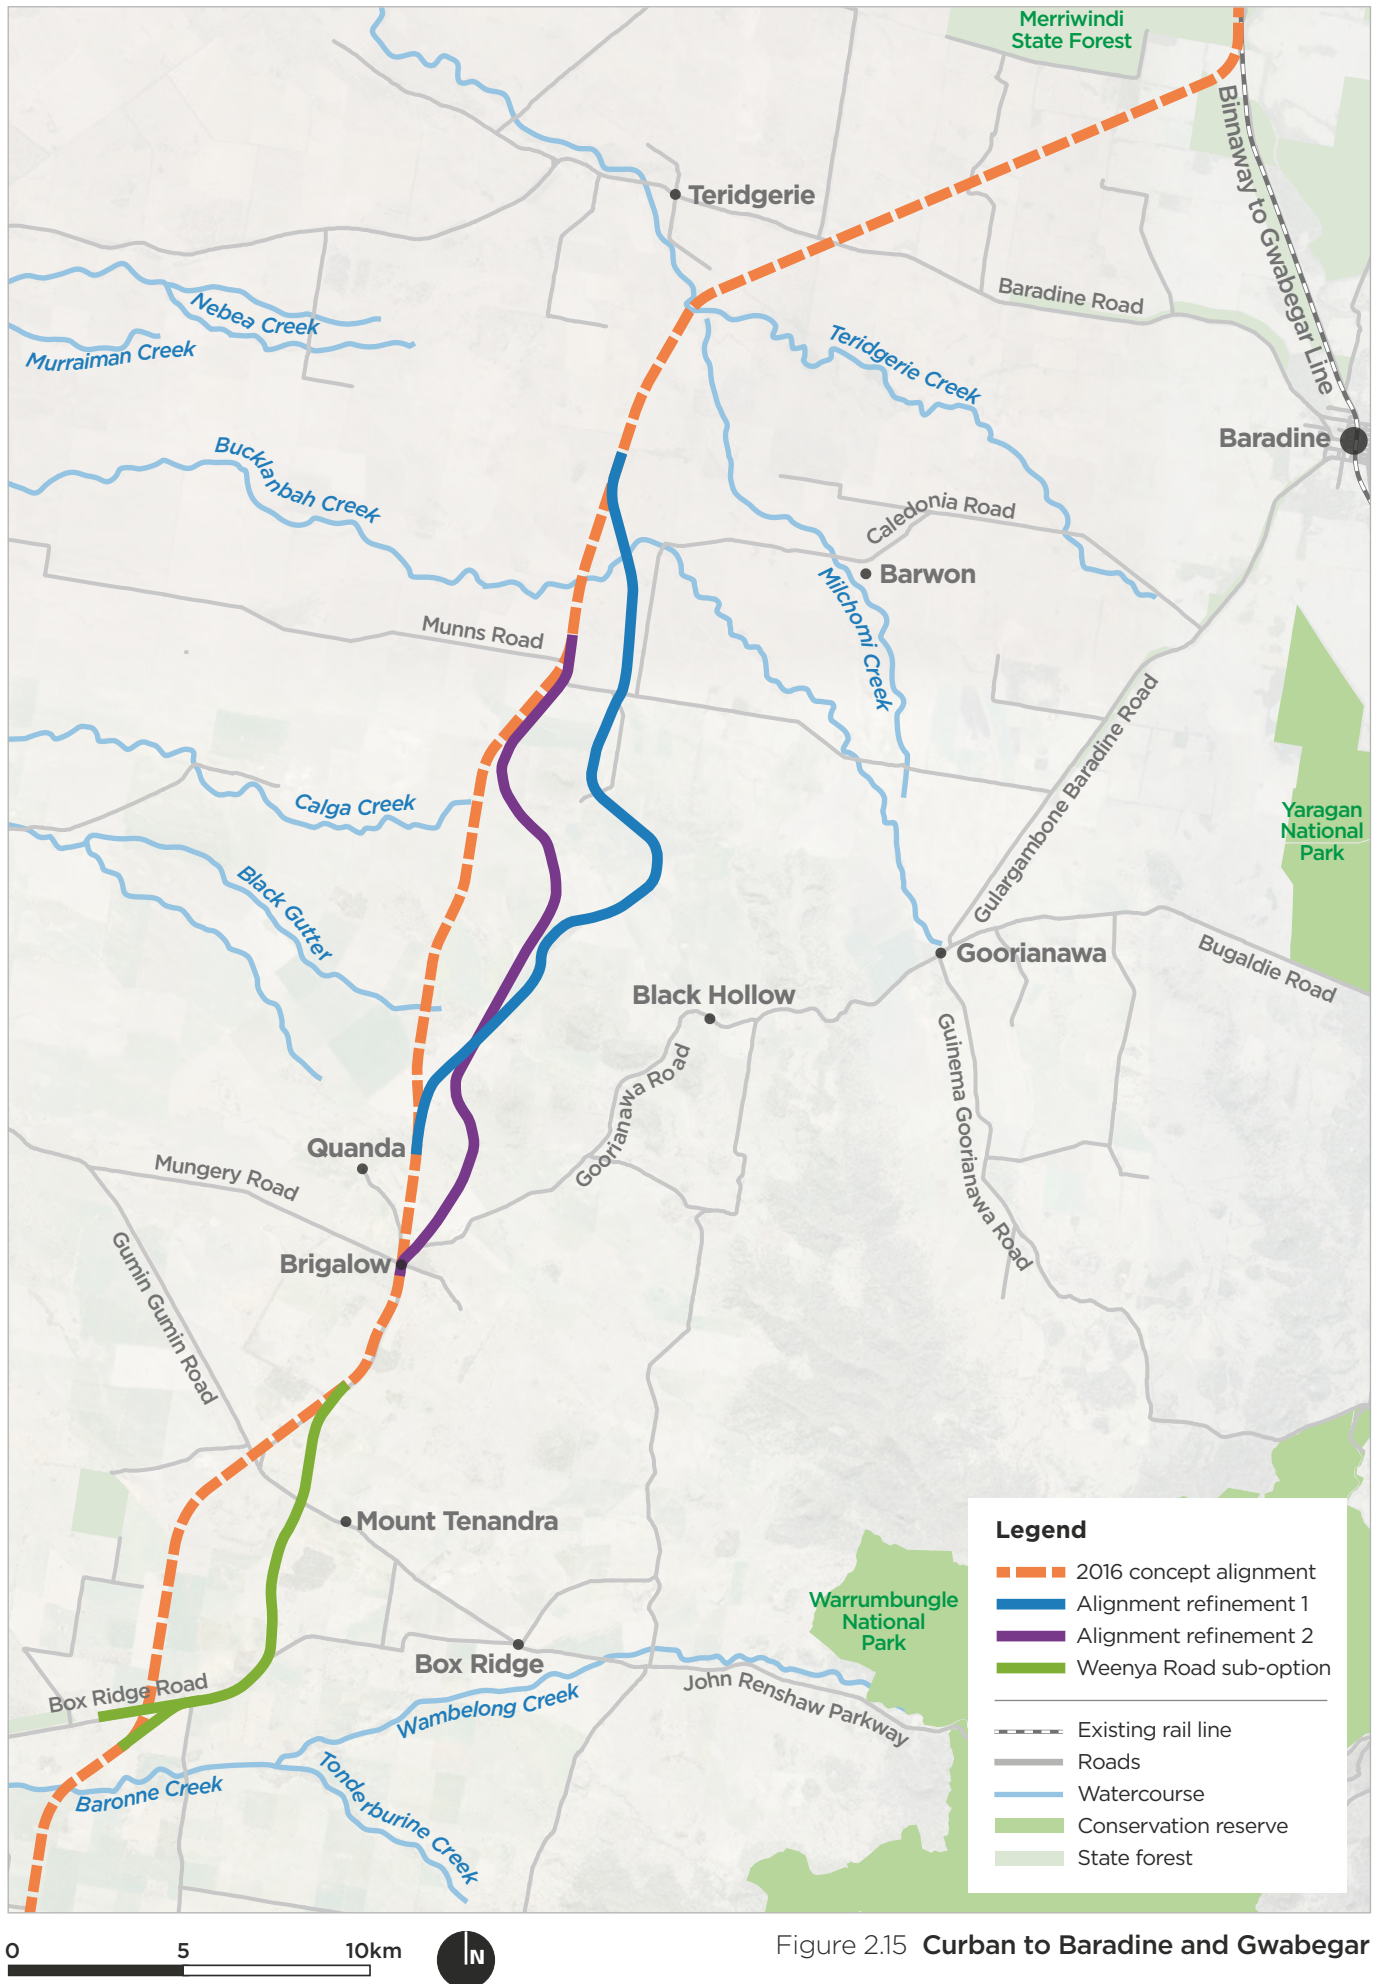 Merriwindi
State Forest
Binnaway to Gwabegar Line
Teridgerie
Baradine Road
Nebea Creek
Murraiman Creek
Teridgerie Creek
Baradine
Bucklanbah Creek
Caledonia Road
Barwon
Milchomi Creek
Munns Road
Gulargambone Baradine Road
Calga Creek
Yaragan
National
Park
Black Gutter
Goorianawa
Bugaldie Road
Black Hollow
Goorianawa Road
Guinema Goorianawa Road
Quanda
Mungery Road
Brigalow
Gumin Gumin Road
Mount Tenandra
Warrumbungle
National
Park
Box Ridge
Box Ridge Road
John Renshaw Parkway
Wambelong Creek
Baronne Creek
Tonderburine Creek
Legend
2016 concept alignment
Alignment refinement 1
Alignment refinement 2
Weenya Road sub-option
Existing rail line
Roads
Watercourse
Conservation reserve
State forest
0 5 10km
N
Figure 2.15 Curban to Baradine and Gwabegar